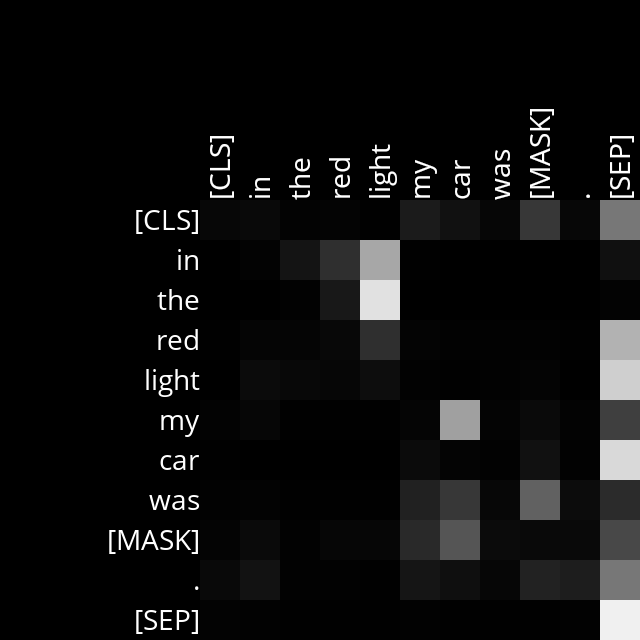 [CLS] in the red light my car was [MASK] . [SEP]
[CLS]
in
the
red
light
my
car
was
[MASK]
.
[SEP]